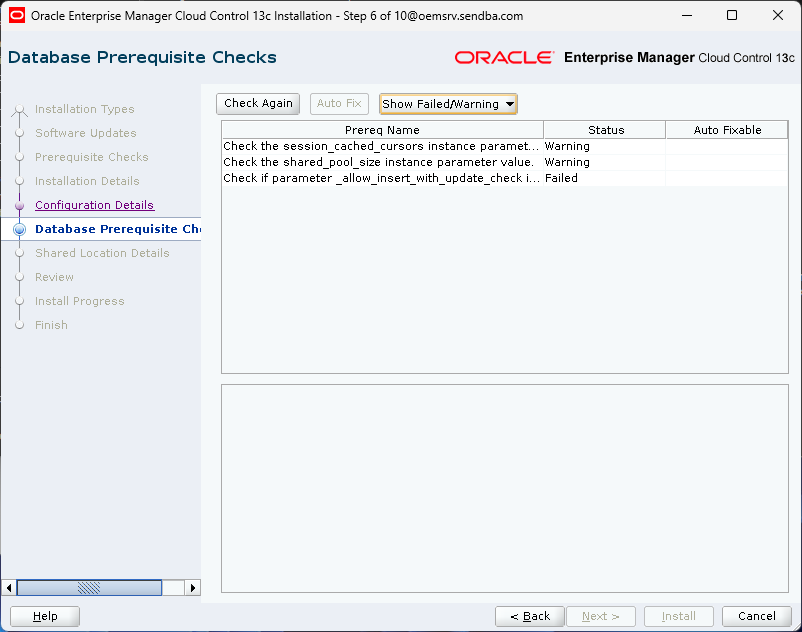 Oracle Enterprise Manager Cloud Control 13c Installation - Step 6 of 10@oemsrv.sendba.com
Database Prerequisite Checks
ORACLE Enterprise Manager Cloud Control 13c
Installation Types
Software Updates
Prerequisite Checks
Installation Details
Configuration Details
Database Prerequisite Che
Shared Location Details
Review
Install Progress
Finish
Check Again Auto Fix Show Failed/Warning
Prereq Name Status Auto Fixable
Check the session_cached_cursors instance paramet... Warning
Check the shared_pool_size instance parameter value. Warning
Check if parameter _allow_insert_with_update_check i... Failed
Help < Back Next > Install Cancel